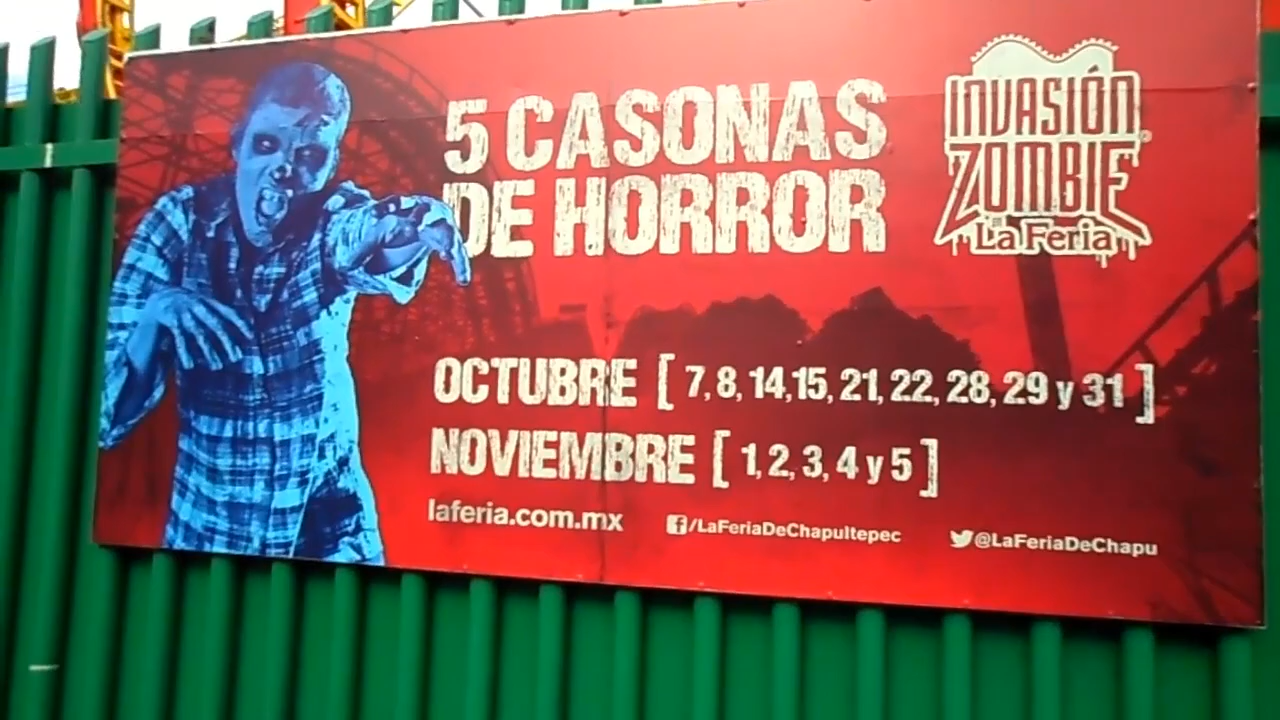 5 CASONAS
DE HORROR
INVASIÓN
ZOMBIE
La Feria
OCTUBRE [ 7, 8, 14, 15, 21, 22, 28, 29 y 31 ]
NOVIEMBRE [ 1, 2, 3, 4 y 5 ]
laferia.com.mx
/LaFeriaDeChapultepec
@LaFeriaDeChapu